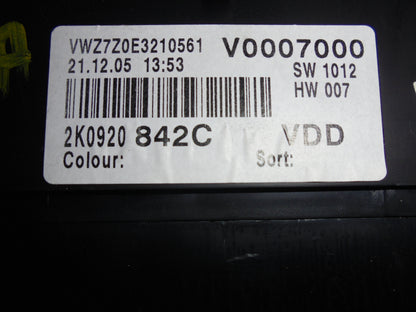 VWZ7Z0E3210561 V0007000
21.12.05 13:53 SW 1012
HW 007
2K0920 842C VDD
Colour: Sort: